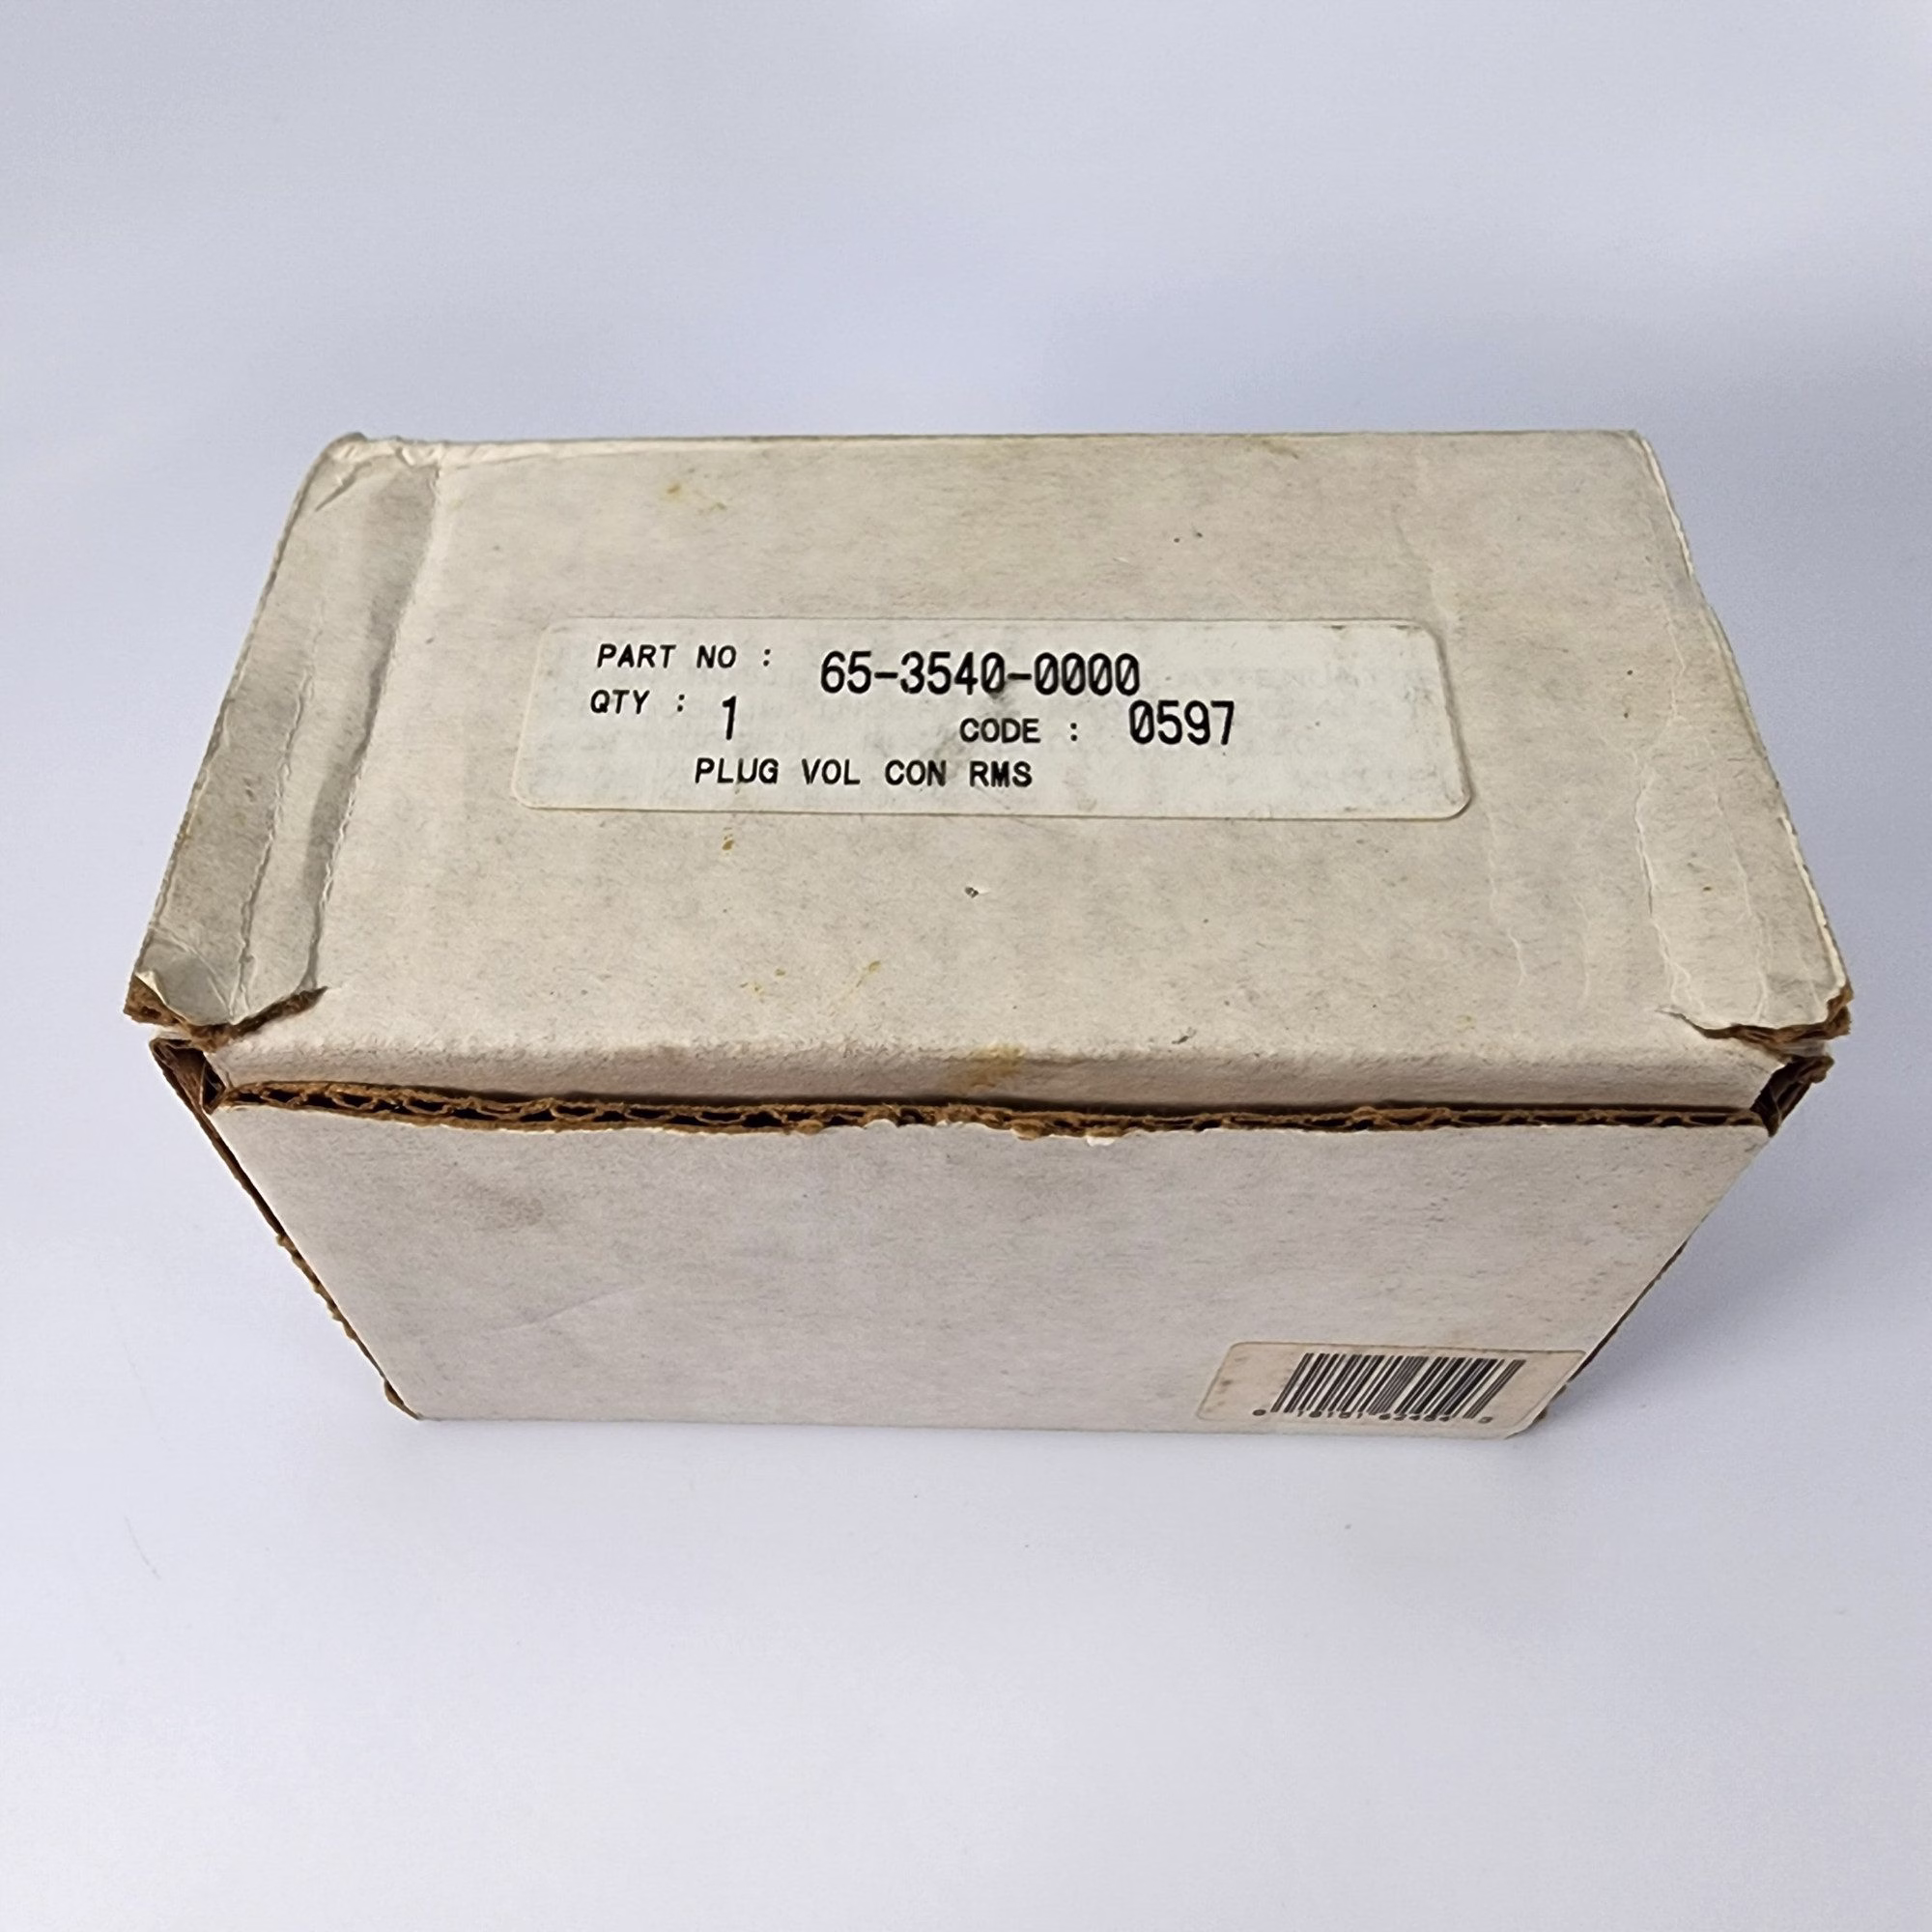 PART NO : 65-3540-0000
QTY : 1 CODE : 0597
PLUG VOL CON RMS